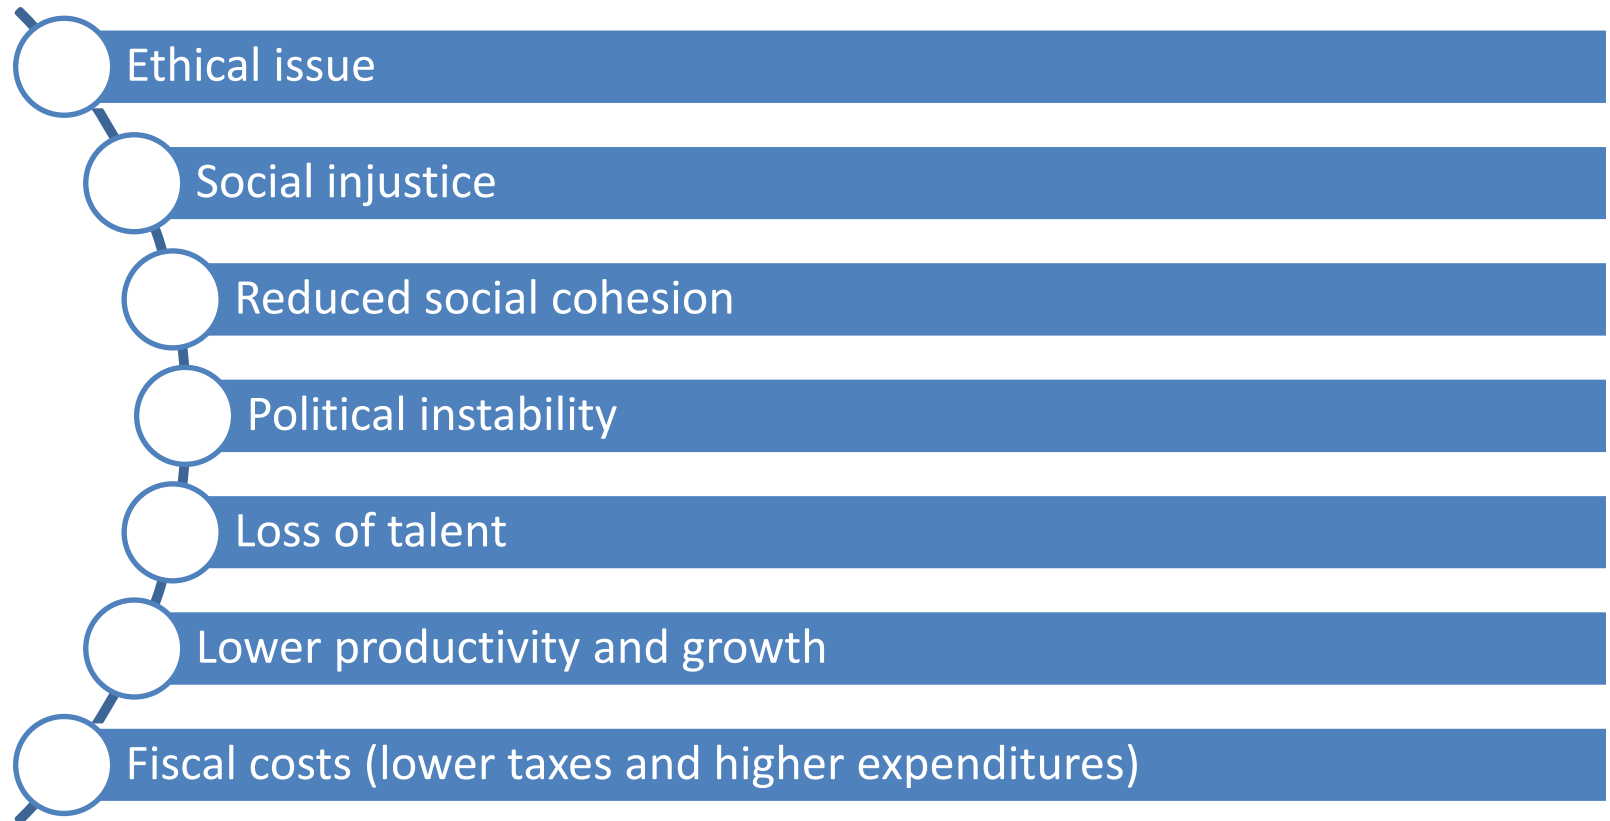 Ethical issue
Social injustice
Reduced social cohesion
Political instability
Loss of talent
Lower productivity and growth
Fiscal costs (lower taxes and higher expenditures)